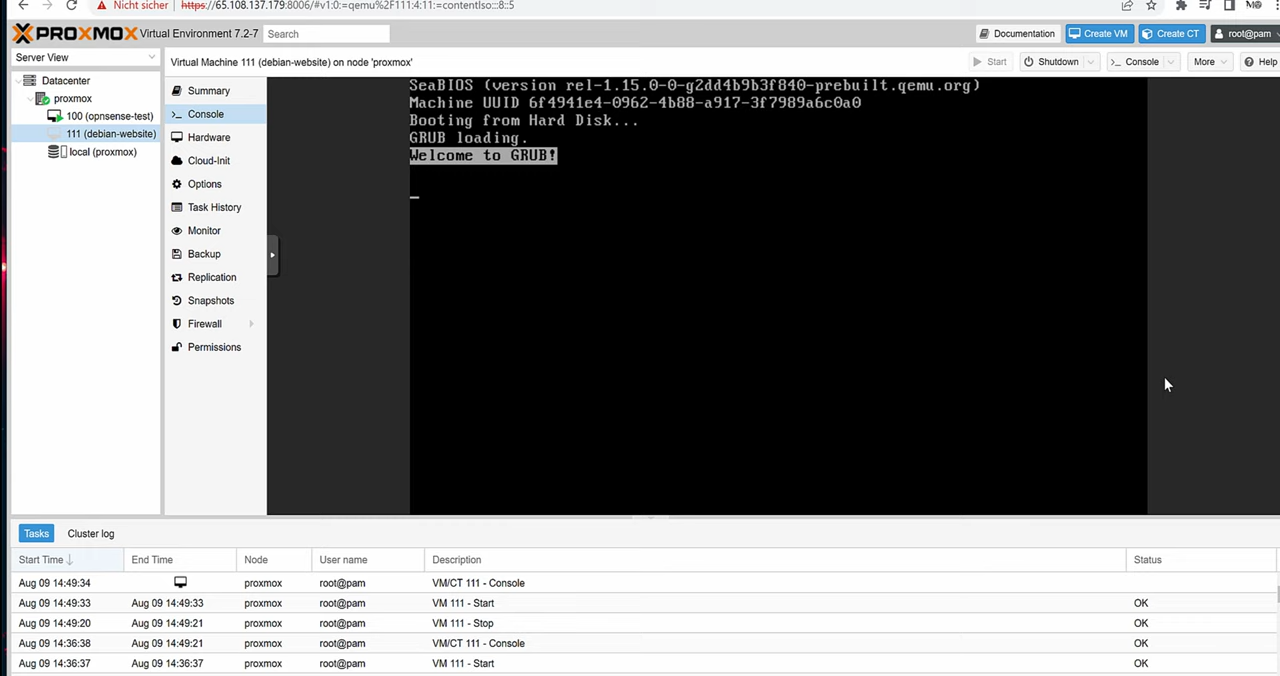 Nicht sicher https://65.108.137.179:8006/#v1:0:=qemu%2F111:4:11:=contentIso:::8::5
PROXMOX Virtual Environment 7.2-7 Search Documentation Create VM Create CT root@pam
Server View
Virtual Machine 111 (debian-website) on node 'proxmox' Start Shutdown Console More Help
Datacenter
proxmox
100 (opnsense-test)
111 (debian-website)
local (proxmox)
Summary
Console
Hardware
Cloud-Init
Options
Task History
Monitor
Backup
Replication
Snapshots
Firewall
Permissions
SeaBIOS (version rel-1.15.0-0-g2dd4b9b3f840-prebuilt.qemu.org)
Machine UUID 6f4941e4-0962-4b88-a917-3f7989a6c0a0
Booting from Hard Disk...
GRUB loading.
Welcome to GRUB!
Tasks Cluster log
Start Time End Time Node User name Description Status
Aug 09 14:49:34 proxmox root@pam VM/CT 111 - Console
Aug 09 14:49:33 Aug 09 14:49:33 proxmox root@pam VM 111 - Start OK
Aug 09 14:49:20 Aug 09 14:49:21 proxmox root@pam VM 111 - Stop OK
Aug 09 14:36:38 Aug 09 14:49:21 proxmox root@pam VM/CT 111 - Console OK
Aug 09 14:36:37 Aug 09 14:36:37 proxmox root@pam VM 111 - Start OK